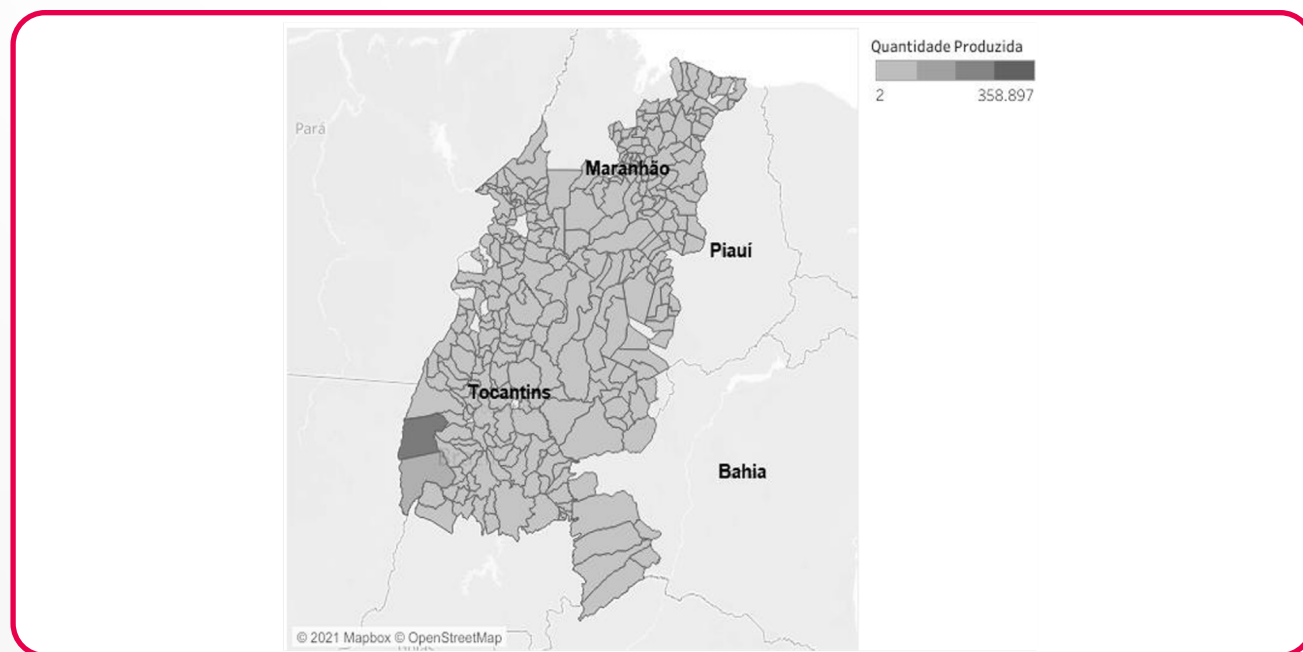 Quantidade Produzida
2 358.897
Pará
Maranhão
Piauí
Tocantins
Bahia
© 2021 Mapbox © OpenStreetMap